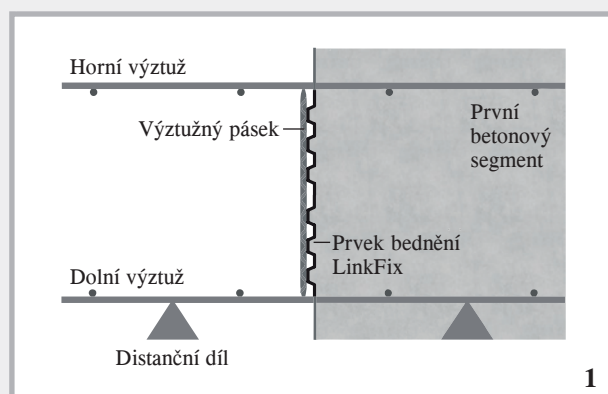 Horní výztuž
Výztužný pásek
První
betonový
segment
Prvek bednění
LinkFix
Dolní výztuž
Distanční díl
1